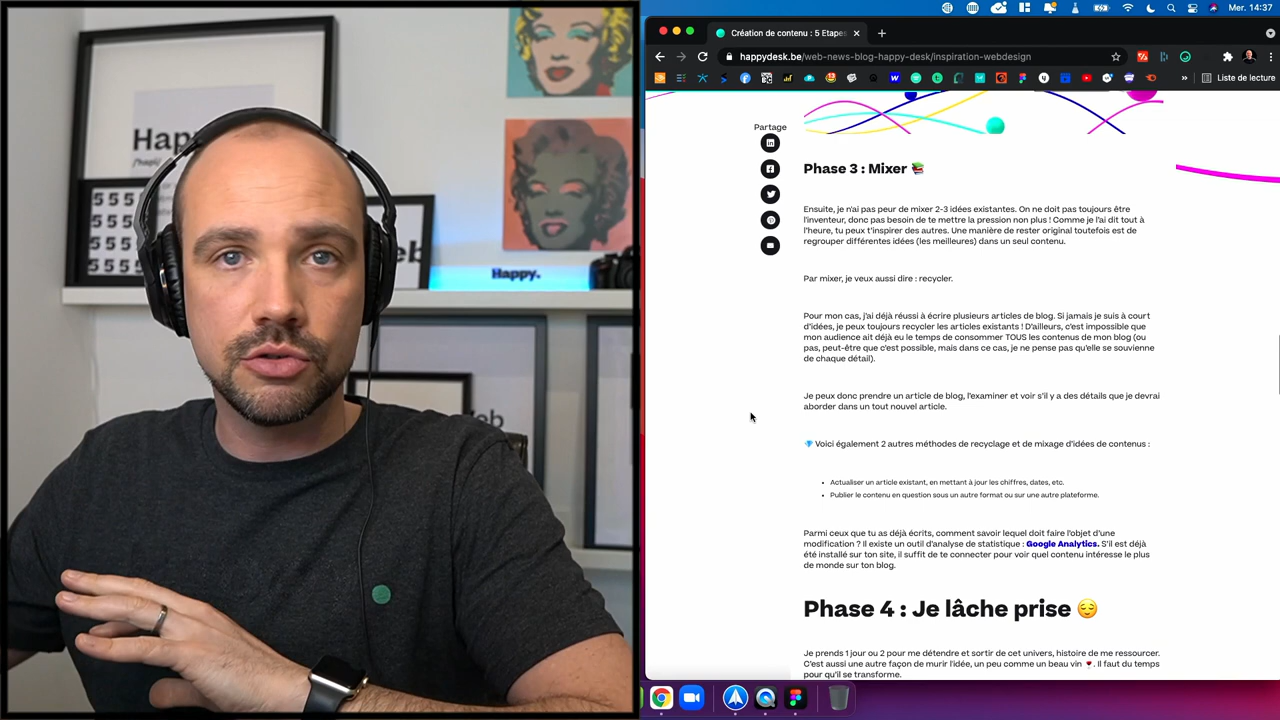 Happ
/'hapi/
5 5 5
5 5 5
5 5 5 5
5 5 5 5
Happy.
Mer. 14:37
Création de contenu : 5 Etapes
happydesk.be/web-news-blog-happy-desk/inspiration-webdesign
Liste de lecture
Partage
Phase 3 : Mixer 📚
Ensuite, je n'ai pas peur de mixer 2-3 idées existantes. On ne doit pas toujours être
l'inventeur, donc pas besoin de te mettre la pression non plus ! Comme je l'ai dit tout à
l'heure, tu peux t'inspirer des autres. Une manière de rester original toutefois est de
regrouper différentes idées (les meilleures) dans un seul contenu.
Par mixer, je veux aussi dire : recycler.
Pour mon cas, j'ai déjà réussi à écrire plusieurs articles de blog. Si jamais je suis à court
d'idées, je peux toujours recycler les articles existants ! D'ailleurs, c'est impossible que
mon audience ait déjà eu le temps de consommer TOUS les contenus de mon blog (ou
pas, peut-être que c'est possible, mais dans ce cas, je ne pense pas qu'elle se souvienne
de chaque détail).
Je peux donc prendre un article de blog, l'examiner et voir s'il y a des détails que je devrai
aborder dans un tout nouvel article.
💎 Voici également 2 autres méthodes de recyclage et de mixage d'idées de contenus :
• Actualiser un article existant, en mettant à jour les chiffres, dates, etc.
• Publier le contenu en question sous un autre format ou sur une autre plateforme.
Parmi ceux que tu as déjà écrits, comment savoir lequel doit faire l'objet d'une
modification ? Il existe un outil d'analyse de statistique : Google Analytics. S'il est déjà
été installé sur ton site, il suffit de te connecter pour voir quel contenu intéresse le plus
de monde sur ton blog.
Phase 4 : Je lâche prise 😌
Je prends 1 jour ou 2 pour me détendre et sortir de cet univers, histoire de me ressourcer.
C'est aussi une autre façon de murir l'idée, un peu comme un beau vin 🍷. Il faut du temps
pour qu'il se transforme.